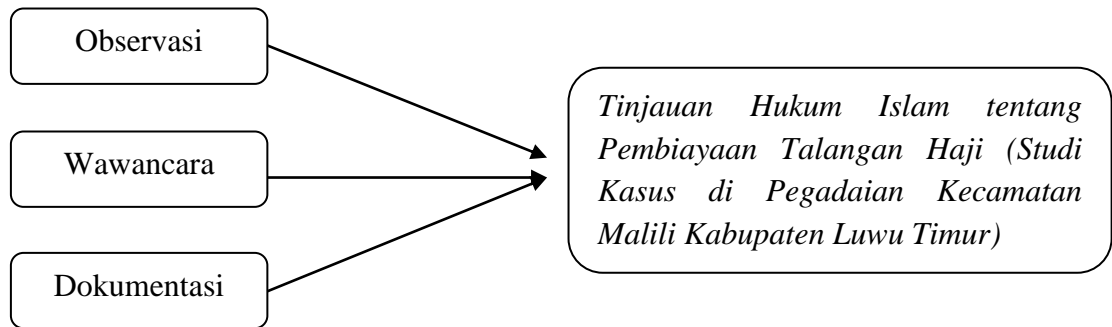 Observasi
Wawancara
Dokumentasi
Tinjauan Hukum Islam tentang
Pembiayaan Talangan Haji (Studi
Kasus di Pegadaian Kecamatan
Malili Kabupaten Luwu Timur)